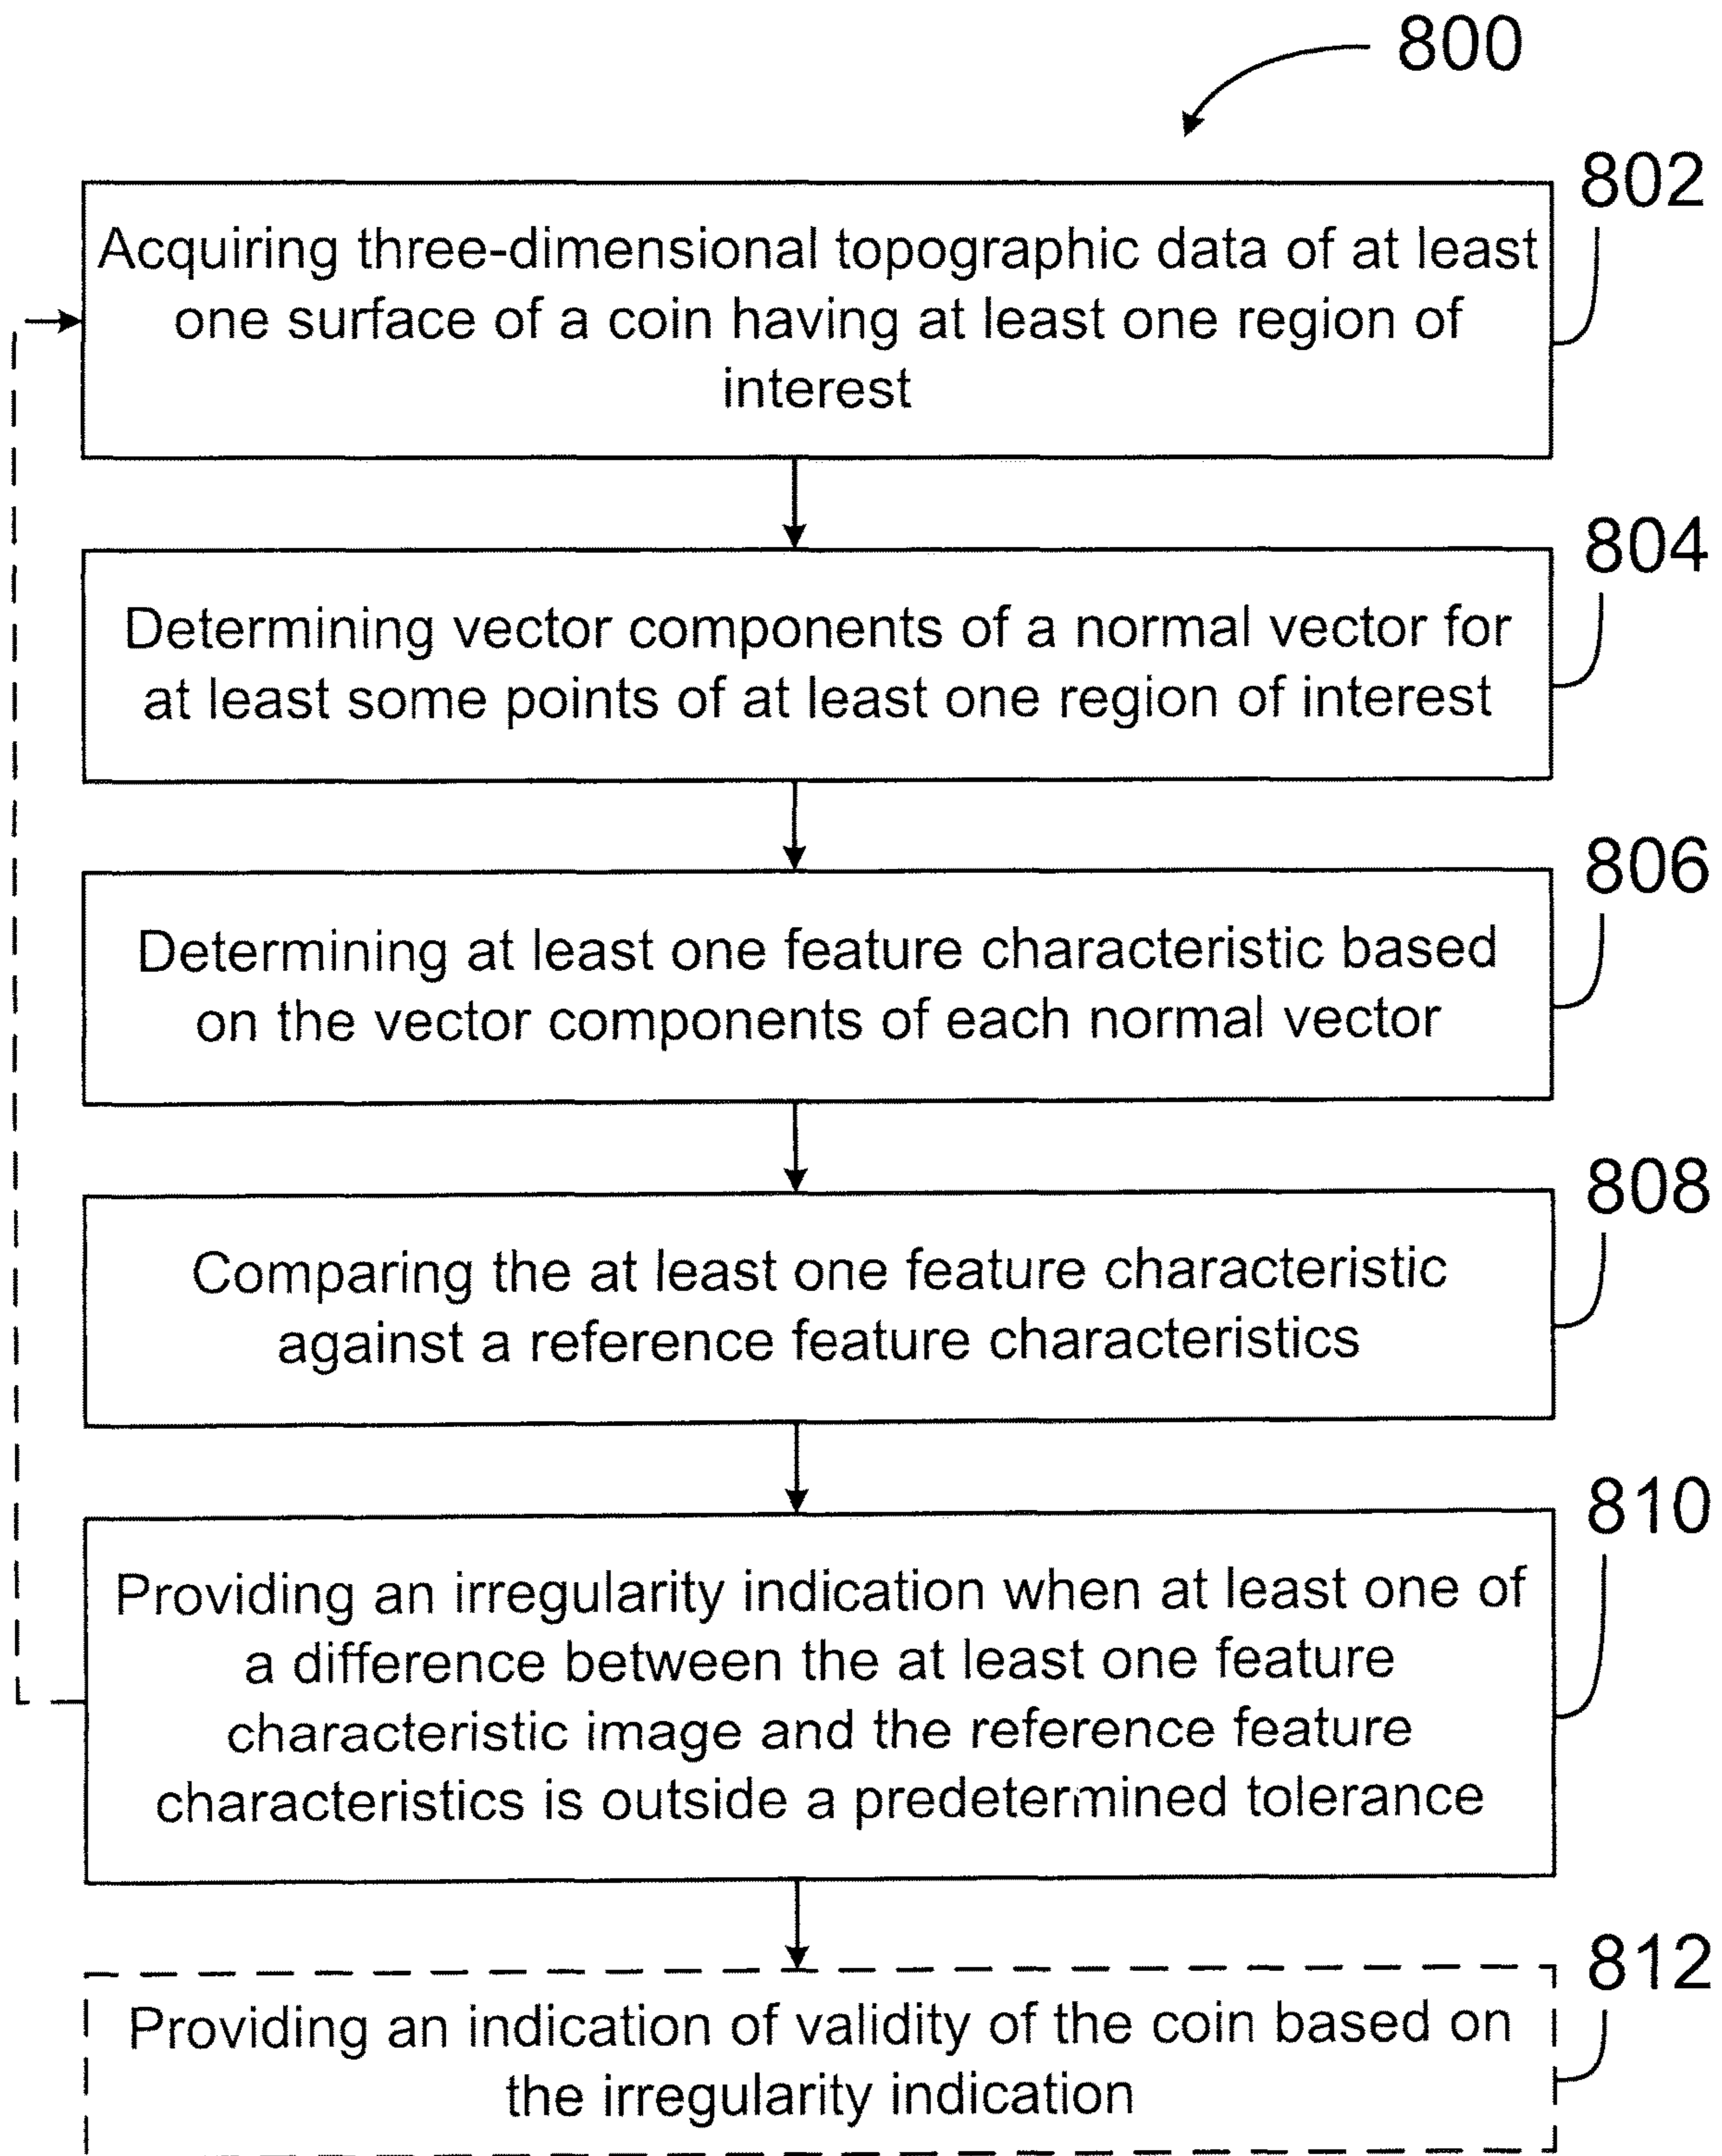 800
802
Acquiring three-dimensional topographic data of at least
one surface of a coin having at least one region of
interest
804
Determining vector components of a normal vector for
at least some points of at least one region of interest
806
Determining at least one feature characteristic based
on the vector components of each normal vector
808
Comparing the at least one feature characteristic
against a reference feature characteristics
810
Providing an irregularity indication when at least one of
a difference between the at least one feature
characteristic image and the reference feature
characteristics is outside a predetermined tolerance
812
Providing an indication of validity of the coin based on
the irregularity indication